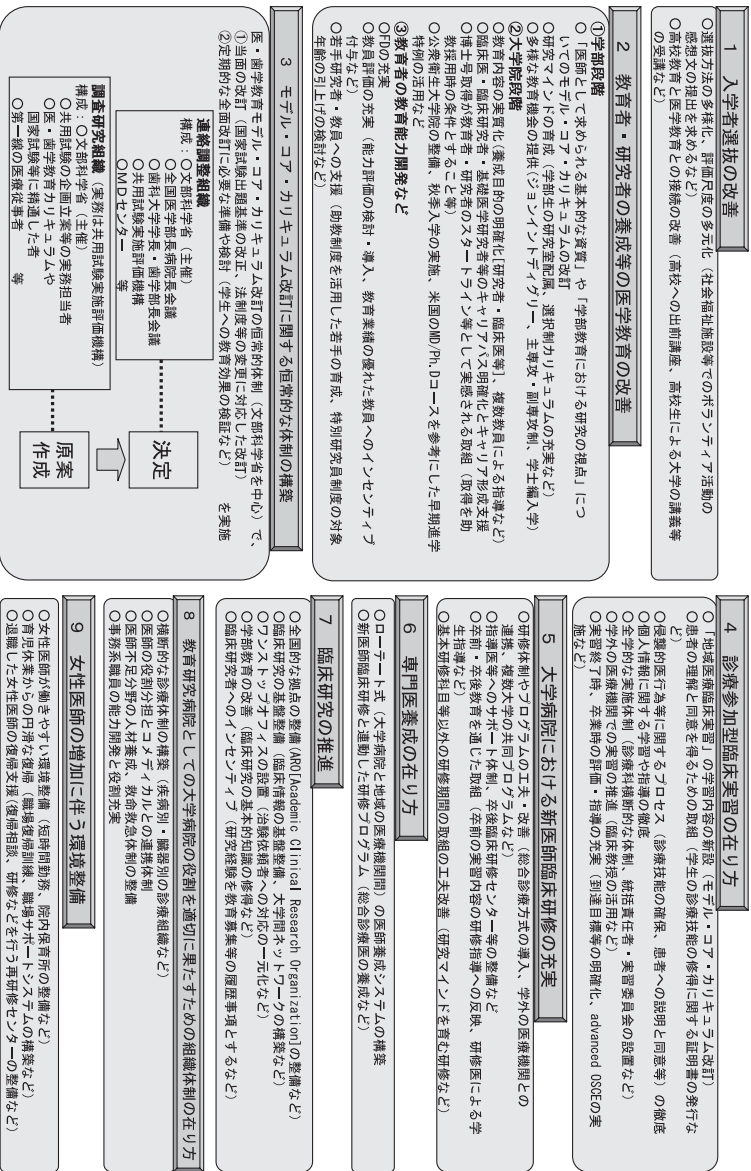 1 入学者選抜の改善
○選抜方法の多様化、評価尺度の多元化(社会福祉施設等でのボランティア活動の
感想文の提出を求めるなど)
○高校教育と医学教育との接続の改善(高校への出前講座、高校生による大学の講義等
の受講など)
2 教育者・研究者の養成等の医学教育の改善
①学部段階
○「医師として求められる基本的な資質」や「学部教育における研究の視点」につ
いてのモデル・コア・カリキュラムの改訂
○研究マインドの育成(学部生の研究室配属、選択制カリキュラムの充実など)
○多様な教育機会の提供(ジョイントディグリー、主専攻・副専攻制、学士編入学)
②大学院段階
○教育内容の実質化(養成目的の明確化[研究者・臨床医等]、複数教員による指導など)
○臨床医・臨床研究者・基礎医学研究者等のキャリアパス明確化とキャリア形成支援
○博士号取得が教育者・研究者のスタートライン等として実感される取組(取得を助
教採用時の条件とすること等)
○公衆衛生大学院の整備、秋季入学の実施、米国のMD/Ph.Dコースを参考にした早期進学
特例の活用など
③教育者の教育能力開発など
○FDの充実
○教員評価の充実(能力評価の検討・導入、教育業績の優れた教員へのインセンティブ
付与など)
○若手研究者・教員への支援(助教制度を活用した若手の育成、特別研究員制度の対象
年齢の引上げの検討など)
3 モデル・コア・カリキュラム改訂に関する恒常的な体制の構築
医・歯学教育モデル・コア・カリキュラム改訂の恒常的体制(文部科学省を中心)で、
①当面の改訂(国家試験出題基準の改正、法制度等の変更に対応した改訂)
②定期的な全面改訂に必要な準備や検討(学生への教育効果の検証など) を実施
連絡調整組織
構成:○文部科学省(主催)
○全国医学部長病院長会議
○歯科大学学長・歯学部長会議
○共用試験実施評価機構
○MDセンター 等
決定
調査研究組織(実務は共用試験実施評価機構)
構成:○文部科学省(主催)
○共用試験の企画立案等の実務担当者
○医・歯学教育カリキュラムや
国家試験等に精通した者
○第一線の医療従事者 等
原案
作成
4 診療参加型臨床実習の在り方
○「地域医療臨床実習」の学習内容の新設(モデル・コア・カリキュラム改訂)
○患者の理解と同意を得るための取組(学生の診療技能の修得に関する証明書の発行な
ど)
○侵襲的医行為等に関するプロセス(診療技能の確保、患者への説明と同意等)の徹底
○個人情報に関する学習や指導の徹底
○全学的な実施体制(診療科横断的な体制、統括責任者・実習委員会の設置など)
○学外の医療機関での実習の推進(臨床教授の活用など)
○実習終了時、卒業時の評価・指導の充実(到達目標等の明確化、advanced OSCEの実
施など)
5 大学病院における新医師臨床研修の充実
○研修体制やプログラムの工夫・改善(総合診療方式の導入、学外の医療機関との
連携、複数大学の共同プログラムなど)
○指導医等へのサポート体制、卒後臨床研修センター等の整備など
○卒前・卒後教育を通じた取組(卒前の実習内容の研修指導への反映、研修医による学
生指導など)
○基本研修科目等以外の研修期間の取組の工夫改善(研究マインドを育む研修など)
6 専門医養成の在り方
○ローテート式(大学病院と地域の医療機関間)の医師養成システムの構築
○新医師臨床研修と連動した研修プログラム(総合診療医の養成など)
7 臨床研究の推進
○全国的な拠点の整備(ARO[Academic Clinical Research Organization]の整備など)
○臨床研究の基盤整備(臨床情報の基盤整備、大学間ネットワークの構築など)
○ワンストップオフィスの設置(治験依頼者への対応の一元化など)
○学部教育の改善(臨床研究の基本的知識の修得など)
○臨床研究者へのインセンティブ(研究経験を教育募集等の履歴事項とするなど)
8 教育研究病院としての大学病院の役割を適切に果たすための組織体制の在り方
○横断的な診療体制の構築(疾病別・臓器別の診療組織など)
○医師の役割分担とコメディカルとの連携体制
○医師不足分野の人材養成、救命救急体制の整備
○事務系職員の能力開発と役割充実
9 女性医師の増加に伴う環境整備
○女性医師が働きやすい環境整備(短時間勤務、院内保育所の整備など)
○育児休業からの円滑な復帰(職場復帰訓練、職場サポートシステムの構築など)
○退職した女性医師の復帰支援(復帰相談、研修などを行う再研修センターの整備など)